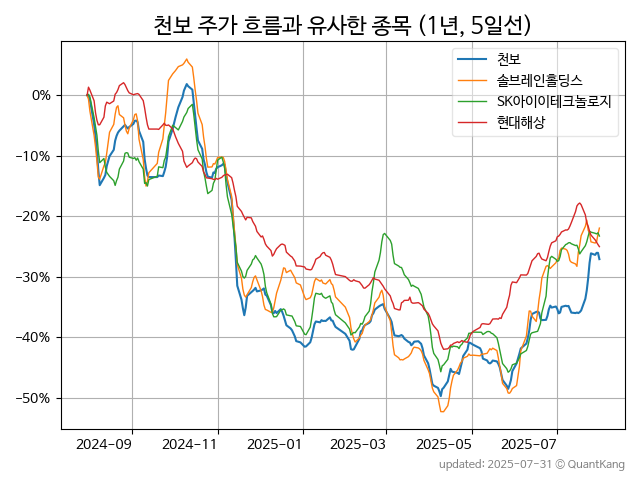 천보 주가 흐름과 유사한 종목 (1년, 5일선)
천보
솔브레인홀딩스
SK아이이테크놀로지
현대해상
0%
−10%
−20%
−30%
−40%
−50%
2024−09
2024−11
2025−01
2025−03
2025−05
2025−07
updated: 2025-07-31 © QuantKang